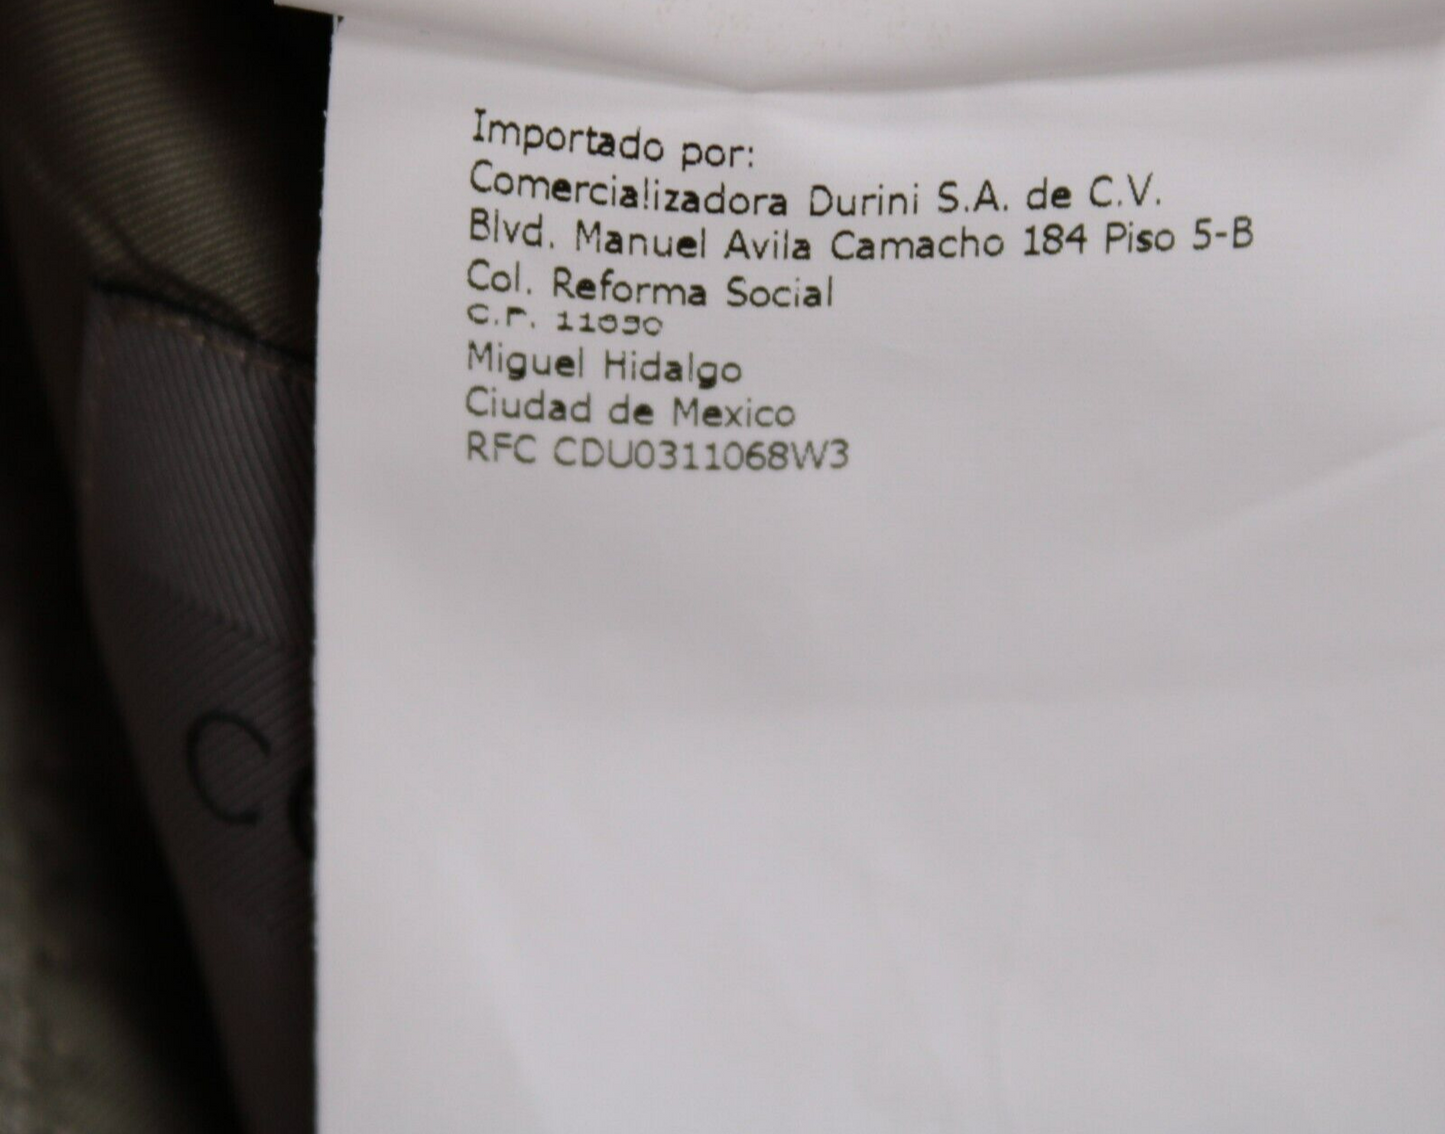 Importado por:
Comercializadora Durini S.A. de C.V.
Blvd. Manuel Avila Camacho 184 Piso 5-B
Col. Reforma Social
C.P. 11650
Miguel Hidalgo
Ciudad de Mexico
RFC CDU0311068W3